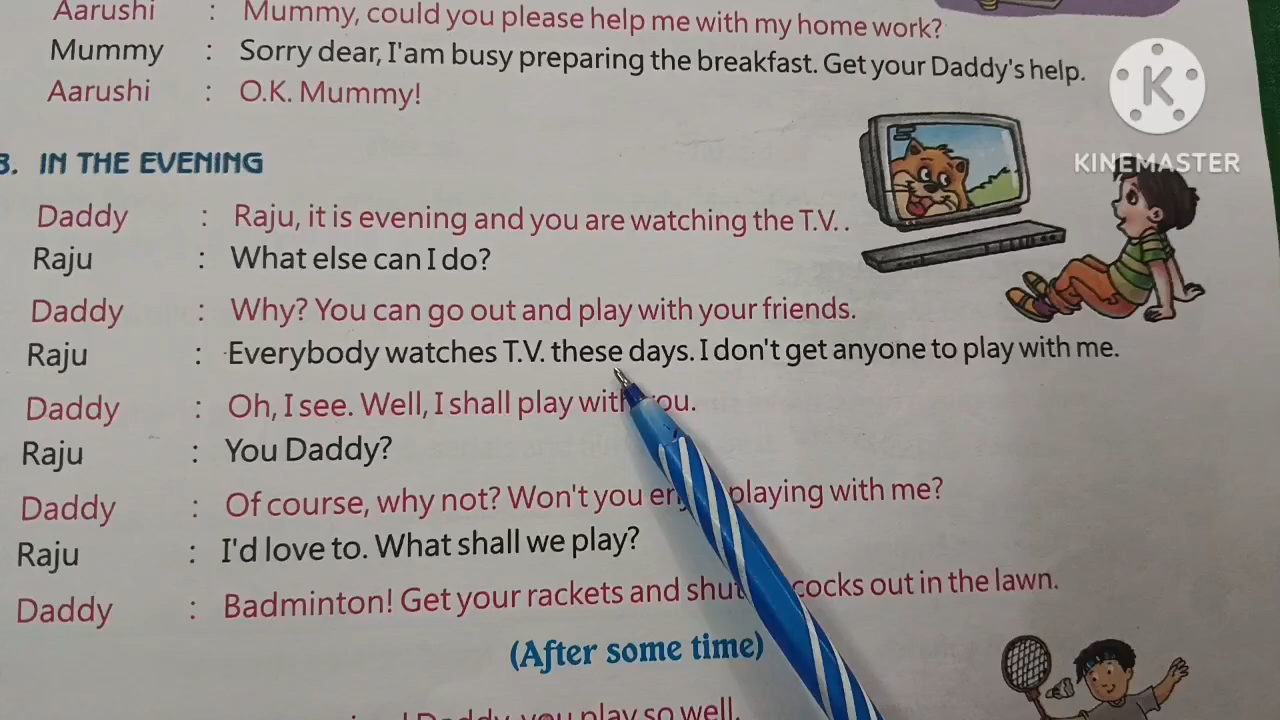 Aarushi : Mummy, could you please help me with my home work?
Mummy : Sorry dear, I'am busy preparing the breakfast. Get your Daddy's help.
Aarushi : O.K. Mummy!
K
KINEMASTER
3. IN THE EVENING
Daddy : Raju, it is evening and you are watching the T.V. .
Raju : What else can I do?
Daddy : Why? You can go out and play with your friends.
Raju : Everybody watches T.V. these days. I don't get anyone to play with me.
Daddy : Oh, I see. Well, I shall play with you.
Raju : You Daddy?
Daddy : Of course, why not? Won't you playing with me?
Raju : I'd love to. What shall we play?
Daddy : Badminton! Get your rackets and out in the lawn.
(After some time)
Daddy, you play so well.